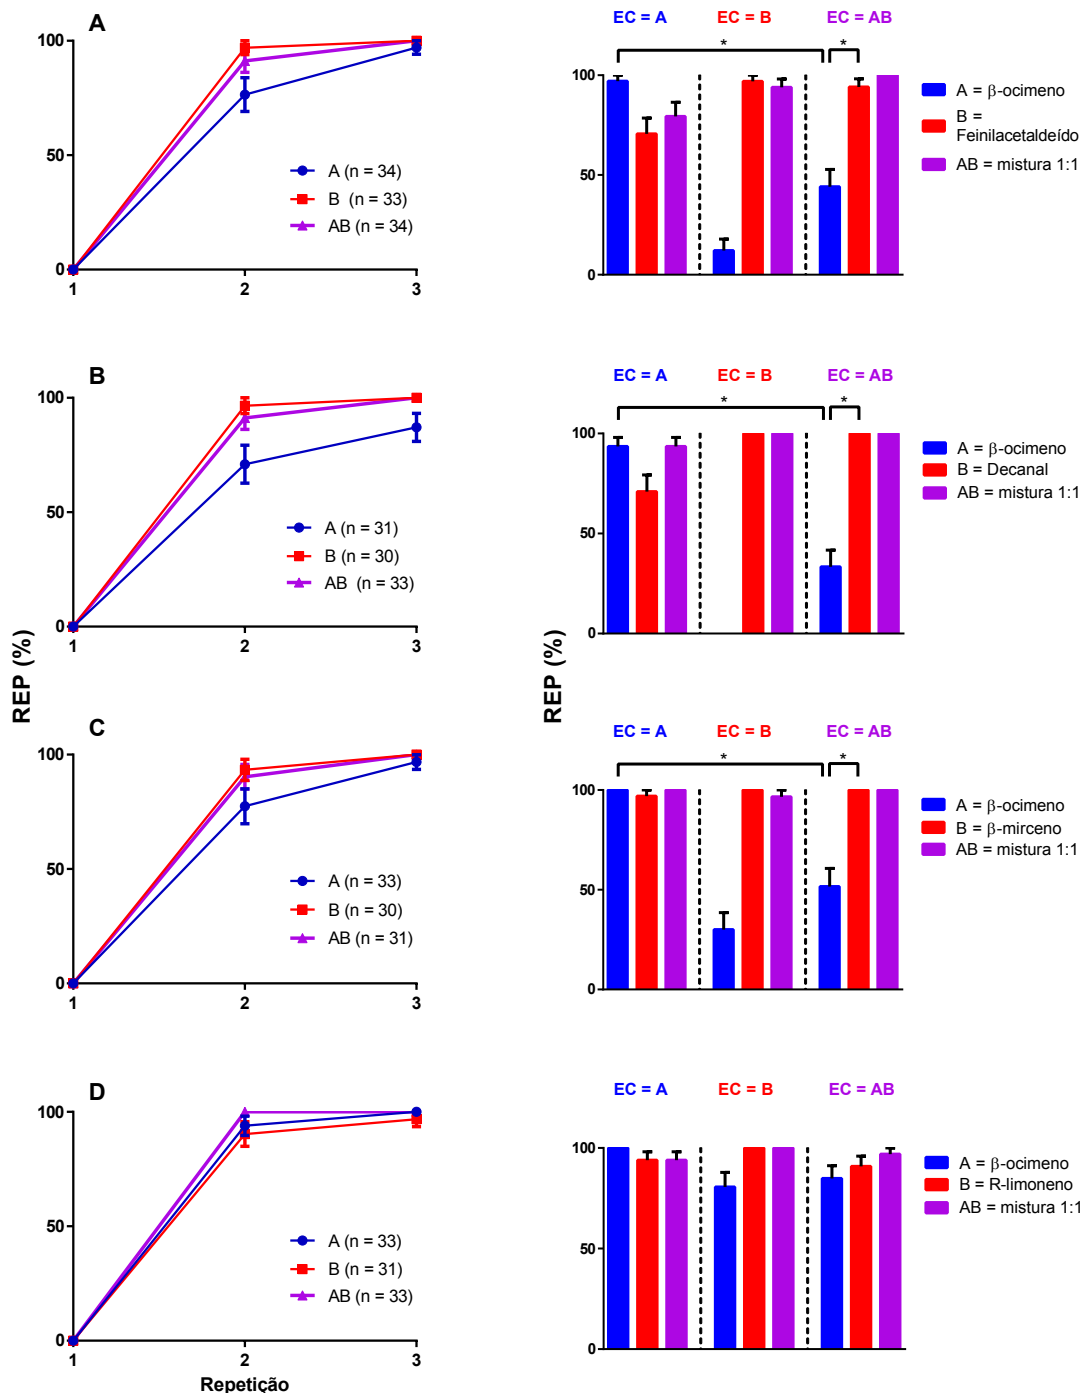 A
100
50
0
1
2
3
A (n = 34)
B (n = 33)
AB (n = 34)
EC = A
EC = B
EC = AB
*
*
100
50
0
A = β-ocimeno
B =
Feinilacetaldeído
AB = mistura 1:1
B
100
50
0
1
2
3
A (n = 31)
B (n = 30)
AB (n = 33)
EC = A
EC = B
EC = AB
*
*
100
50
0
A = β-ocimeno
B = Decanal
AB = mistura 1:1
REP (%)
REP (%)
C
100
50
0
1
2
3
A (n = 33)
B (n = 30)
AB (n = 31)
EC = A
EC = B
EC = AB
*
*
100
50
0
A = β-ocimeno
B = β-mirceno
AB = mistura 1:1
D
100
50
0
1
2
3
A (n = 33)
B (n = 31)
AB (n = 33)
Repetição
EC = A
EC = B
EC = AB
100
50
0
A = β-ocimeno
B = R-limoneno
AB = mistura 1:1